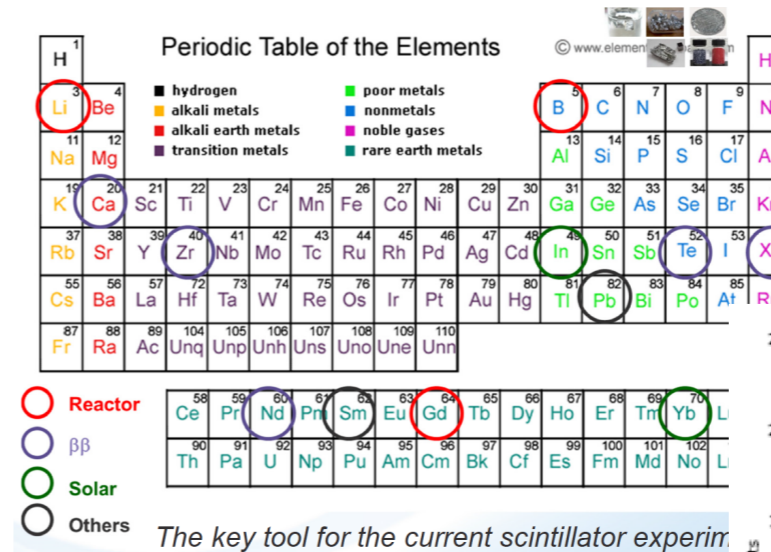 Periodic Table of the Elements
© www.element
hydrogen
alkali metals
alkali earth metals
transition metals
poor metals
nonmetals
noble gases
rare earth metals
H 1
Li 3 Be 4 B 5 C 6 N 7 O 8 F 9
Na 11 Mg 12 Al 13 Si 14 P 15 S 16 Cl 17
K 19 Ca 20 Sc 21 Ti 22 V 23 Cr 24 Mn 25 Fe 26 Co 27 Ni 28 Cu 29 Zn 30 Ga 31 Ge 32 As 33 Se 34 Br 35
Rb 37 Sr 38 Y 39 Zr 40 Nb 41 Mo 42 Tc 43 Ru 44 Rh 45 Pd 46 Ag 47 Cd 48 In 49 Sn 50 Sb 51 Te 52 I 53 X
Cs 55 Ba 56 La 57 Hf 72 Ta 73 W 74 Re 75 Os 76 Ir 77 Pt 78 Au 79 Hg 80 Tl 81 Pb 82 Bi 83 Po 84 At 85
Fr 87 Ra 88 Ac 89 Unq 104 Unp 105 Unh 106 Uns 107 Uno 108 Une 109 Unn 110
Ce 58 Pr 59 Nd 60 Pm 61 Sm 62 Eu 63 Gd 64 Tb 65 Dy 66 Ho 67 Er 68 Tm 69 Yb 70
Th 90 Pa 91 U 92 Np 93 Pu 94 Am 95 Cm 96 Bk 97 Cf 98 Es 99 Fm 100 Md 101 No 102
Reactor
ββ
Solar
Others
The key tool for the current scintillator experim